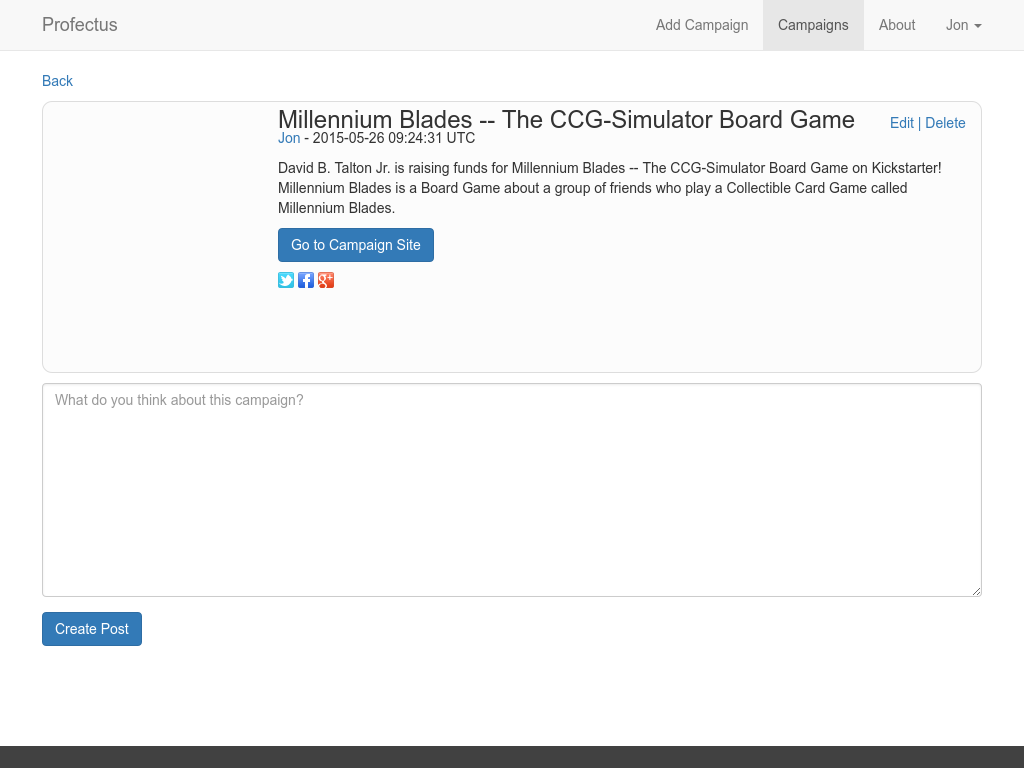 Profectus
Add Campaign
Campaigns
About
Jon
Back
Millennium Blades -- The CCG-Simulator Board Game
Edit | Delete
Jon - 2015-05-26 09:24:31 UTC
David B. Talton Jr. is raising funds for Millennium Blades -- The CCG-Simulator Board Game on Kickstarter!
Millennium Blades is a Board Game about a group of friends who play a Collectible Card Game called
Millennium Blades.
Go to Campaign Site
What do you think about this campaign?
Create Post